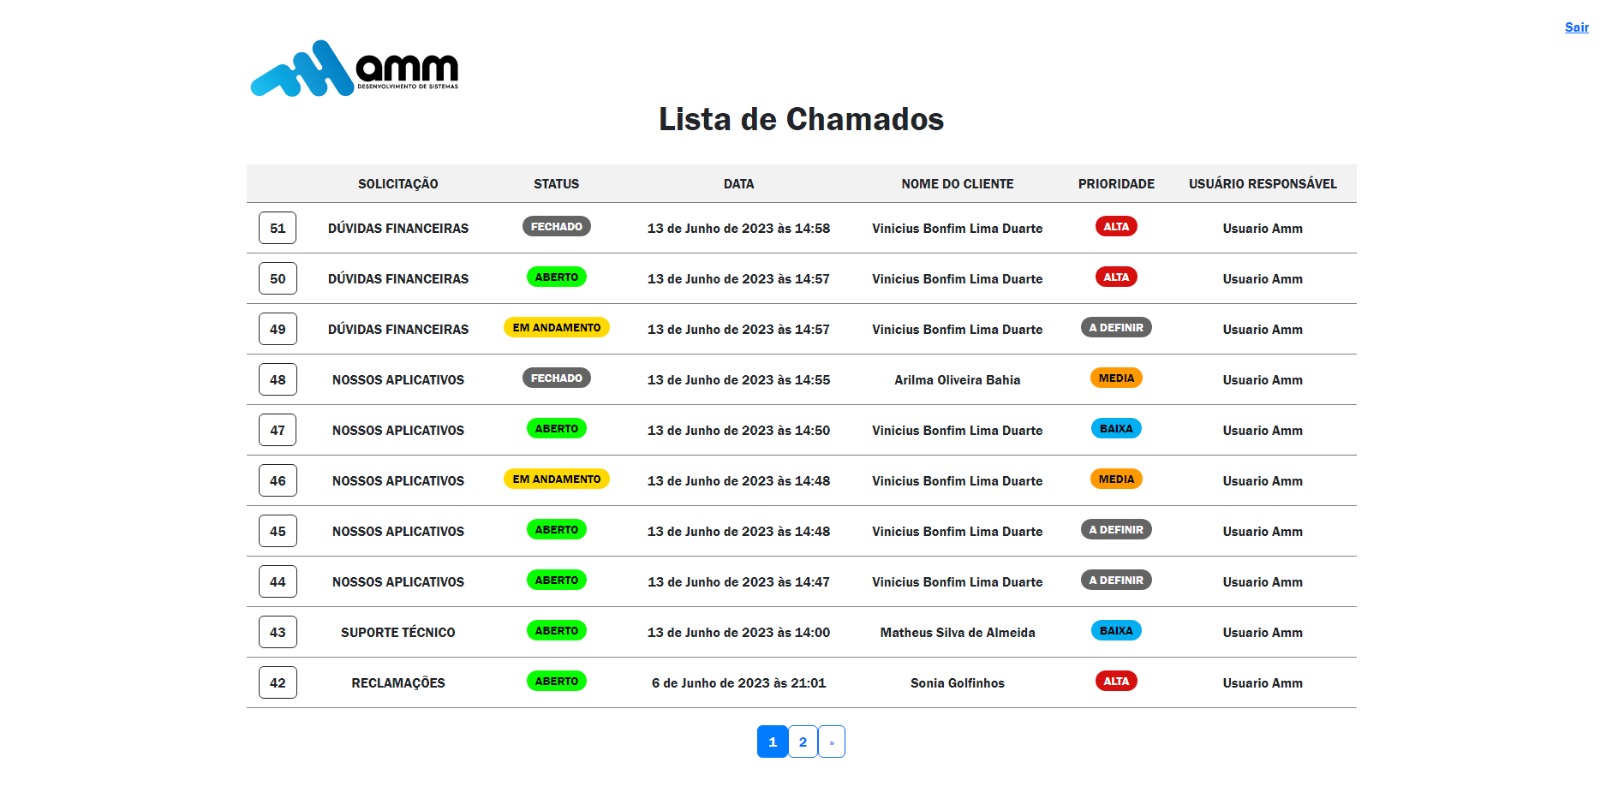 Sair
amm
DESENVOLVIMENTO DE SISTEMAS
Lista de Chamados
SOLICITAÇÃO STATUS DATA NOME DO CLIENTE PRIORIDADE USUÁRIO RESPONSÁVEL
51 DÚVIDAS FINANCEIRAS FECHADO 13 de Junho de 2023 às 14:58 Vinicius Bonfim Lima Duarte ALTA Usuario Amm
50 DÚVIDAS FINANCEIRAS ABERTO 13 de Junho de 2023 às 14:57 Vinicius Bonfim Lima Duarte ALTA Usuario Amm
49 DÚVIDAS FINANCEIRAS EM ANDAMENTO 13 de Junho de 2023 às 14:57 Vinicius Bonfim Lima Duarte A DEFINIR Usuario Amm
48 NOSSOS APLICATIVOS FECHADO 13 de Junho de 2023 às 14:55 Arilma Oliveira Bahia MEDIA Usuario Amm
47 NOSSOS APLICATIVOS ABERTO 13 de Junho de 2023 às 14:50 Vinicius Bonfim Lima Duarte BAIXA Usuario Amm
46 NOSSOS APLICATIVOS EM ANDAMENTO 13 de Junho de 2023 às 14:48 Vinicius Bonfim Lima Duarte MEDIA Usuario Amm
45 NOSSOS APLICATIVOS ABERTO 13 de Junho de 2023 às 14:48 Vinicius Bonfim Lima Duarte A DEFINIR Usuario Amm
44 NOSSOS APLICATIVOS ABERTO 13 de Junho de 2023 às 14:47 Vinicius Bonfim Lima Duarte A DEFINIR Usuario Amm
43 SUPORTE TÉCNICO ABERTO 13 de Junho de 2023 às 14:00 Matheus Silva de Almeida BAIXA Usuario Amm
42 RECLAMAÇÕES ABERTO 6 de Junho de 2023 às 21:01 Sonia Golfinhos ALTA Usuario Amm
1 2 »